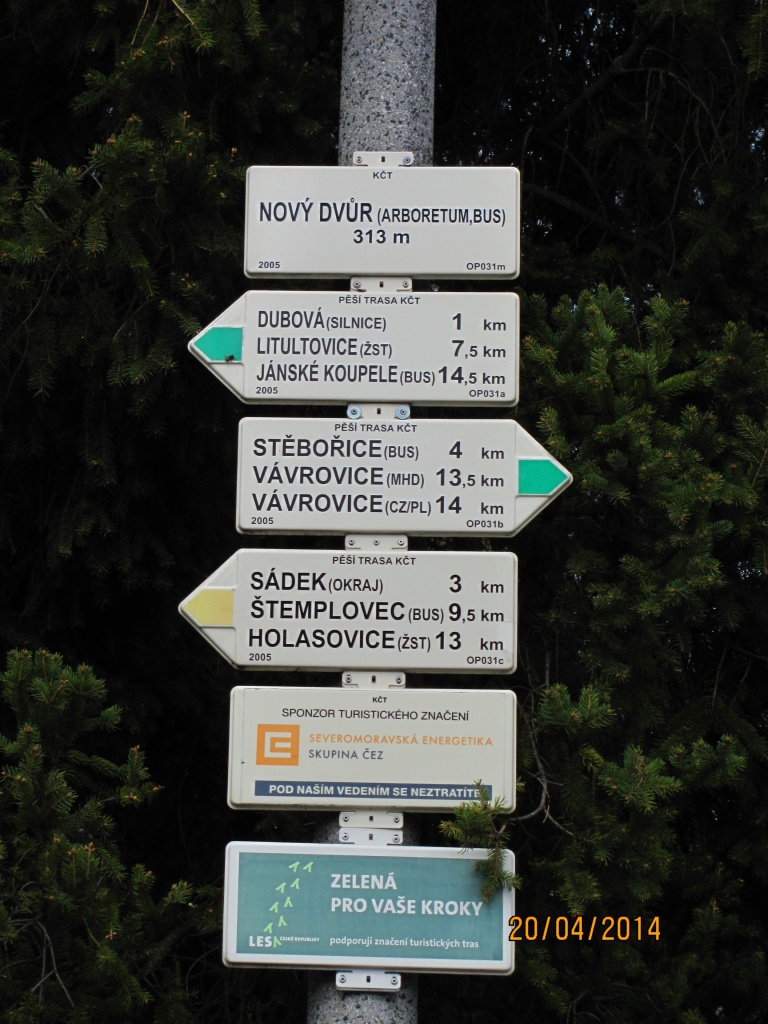 KČT
NOVÝ DVŮR (ARBORETUM,BUS)
313 m
2005 OP031m
PĚŠÍ TRASA KČT
DUBOVÁ (SILNICE) 1 km
LITULTOVICE (ŽST) 7,5 km
JÁNSKÉ KOUPELE (BUS) 14,5 km
2005 OP031a
PĚŠÍ TRASA KČT
STĚBOŘICE (BUS) 4 km
VÁVROVICE (MHD) 13,5 km
VÁVROVICE (CZ/PL) 14 km
2005 OP031b
PĚŠÍ TRASA KČT
SÁDEK (OKRAJ) 3 km
ŠTEMPLOVEC (BUS) 9,5 km
HOLASOVICE (ŽST) 13 km
2005 OP031c
KČT
SPONZOR TURISTICKÉHO ZNAČENÍ
SEVEROMORAVSKÁ ENERGETIKA
SKUPINA ČEZ
POD NAŠÍM VEDENÍM SE NEZTRATÍTE
ZELENÁ
PRO VAŠE KROKY
LESY ČESKÉ REPUBLIKY podporují značení turistických tras
20/04/2014